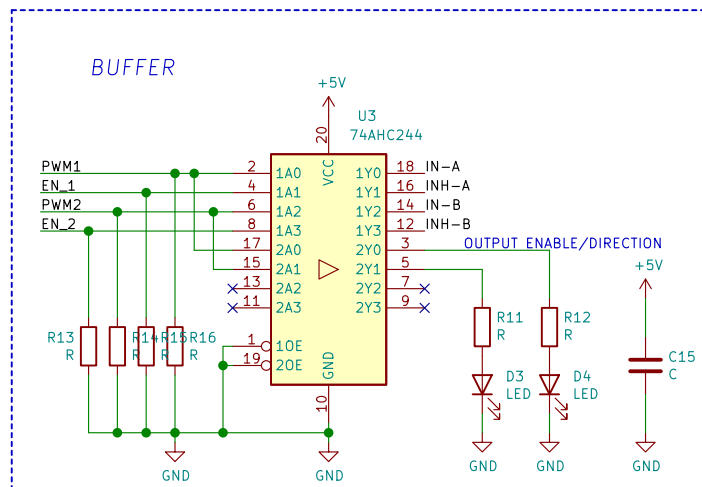 BUFFER
+5V
U3
74AHC244
20
VCC
PWM1 2 1A0 1Y0 18 IN-A
EN_1 4 1A1 1Y1 16 INH-A
PWM2 6 1A2 1Y2 14 IN-B
EN_2 8 1A3 1Y3 12 INH-B
17 2A0 2Y0 3 OUTPUT ENABLE/DIRECTION
15 2A1 2Y1 5
13 2A2 2Y2 7
11 2A3 2Y3 9
+5V
R13 R14 R15 R16
R R R R
1 1OE
19 2OE
GND
10
R11 R12
R R
C15
C
D3 D4
LED LED
GND GND GND GND GND